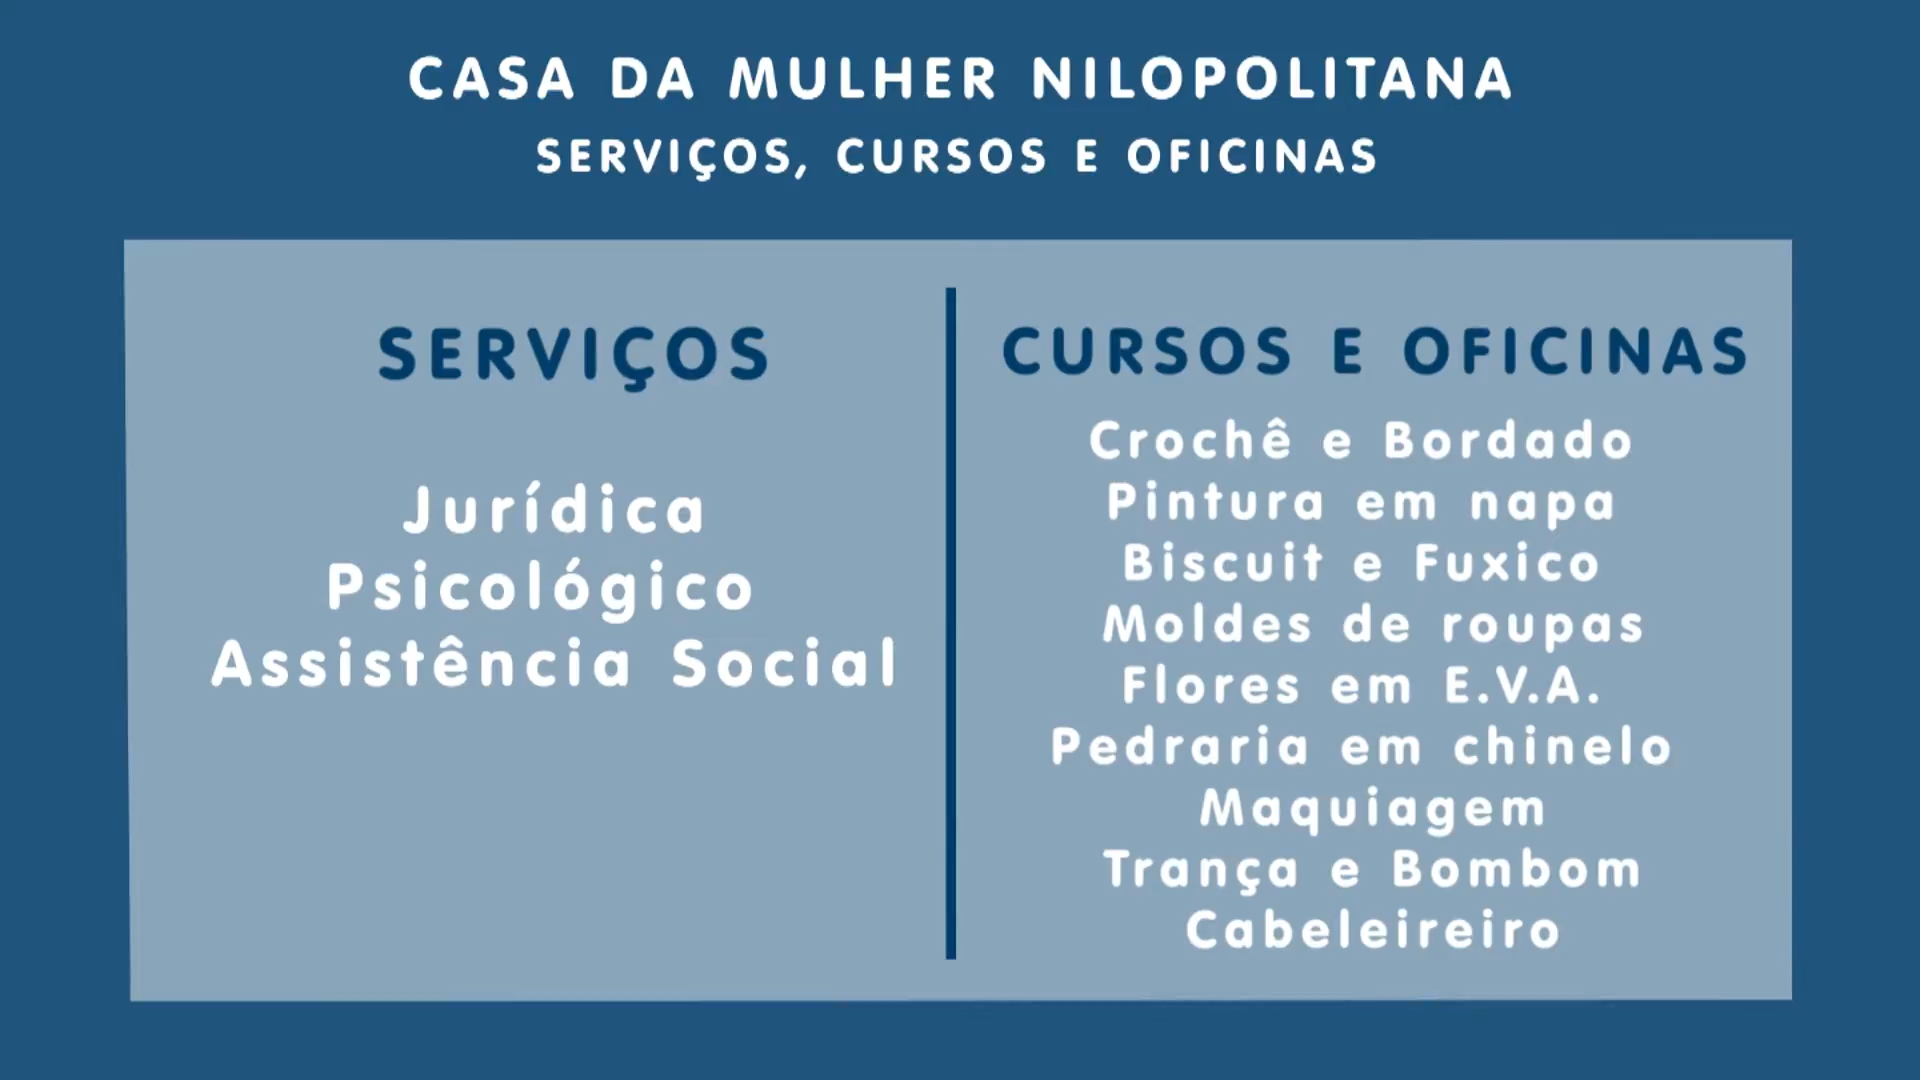 CASA DA MULHER NILOPOLITANA
SERVIÇOS, CURSOS E OFICINAS
SERVIÇOS
Jurídica
Psicológico
Assistência Social
CURSOS E OFICINAS
Crochê e Bordado
Pintura em napa
Biscuit e Fuxico
Moldes de roupas
Flores em E.V.A.
Pedraria em chinelo
Maquiagem
Trança e Bombom
Cabeleireiro